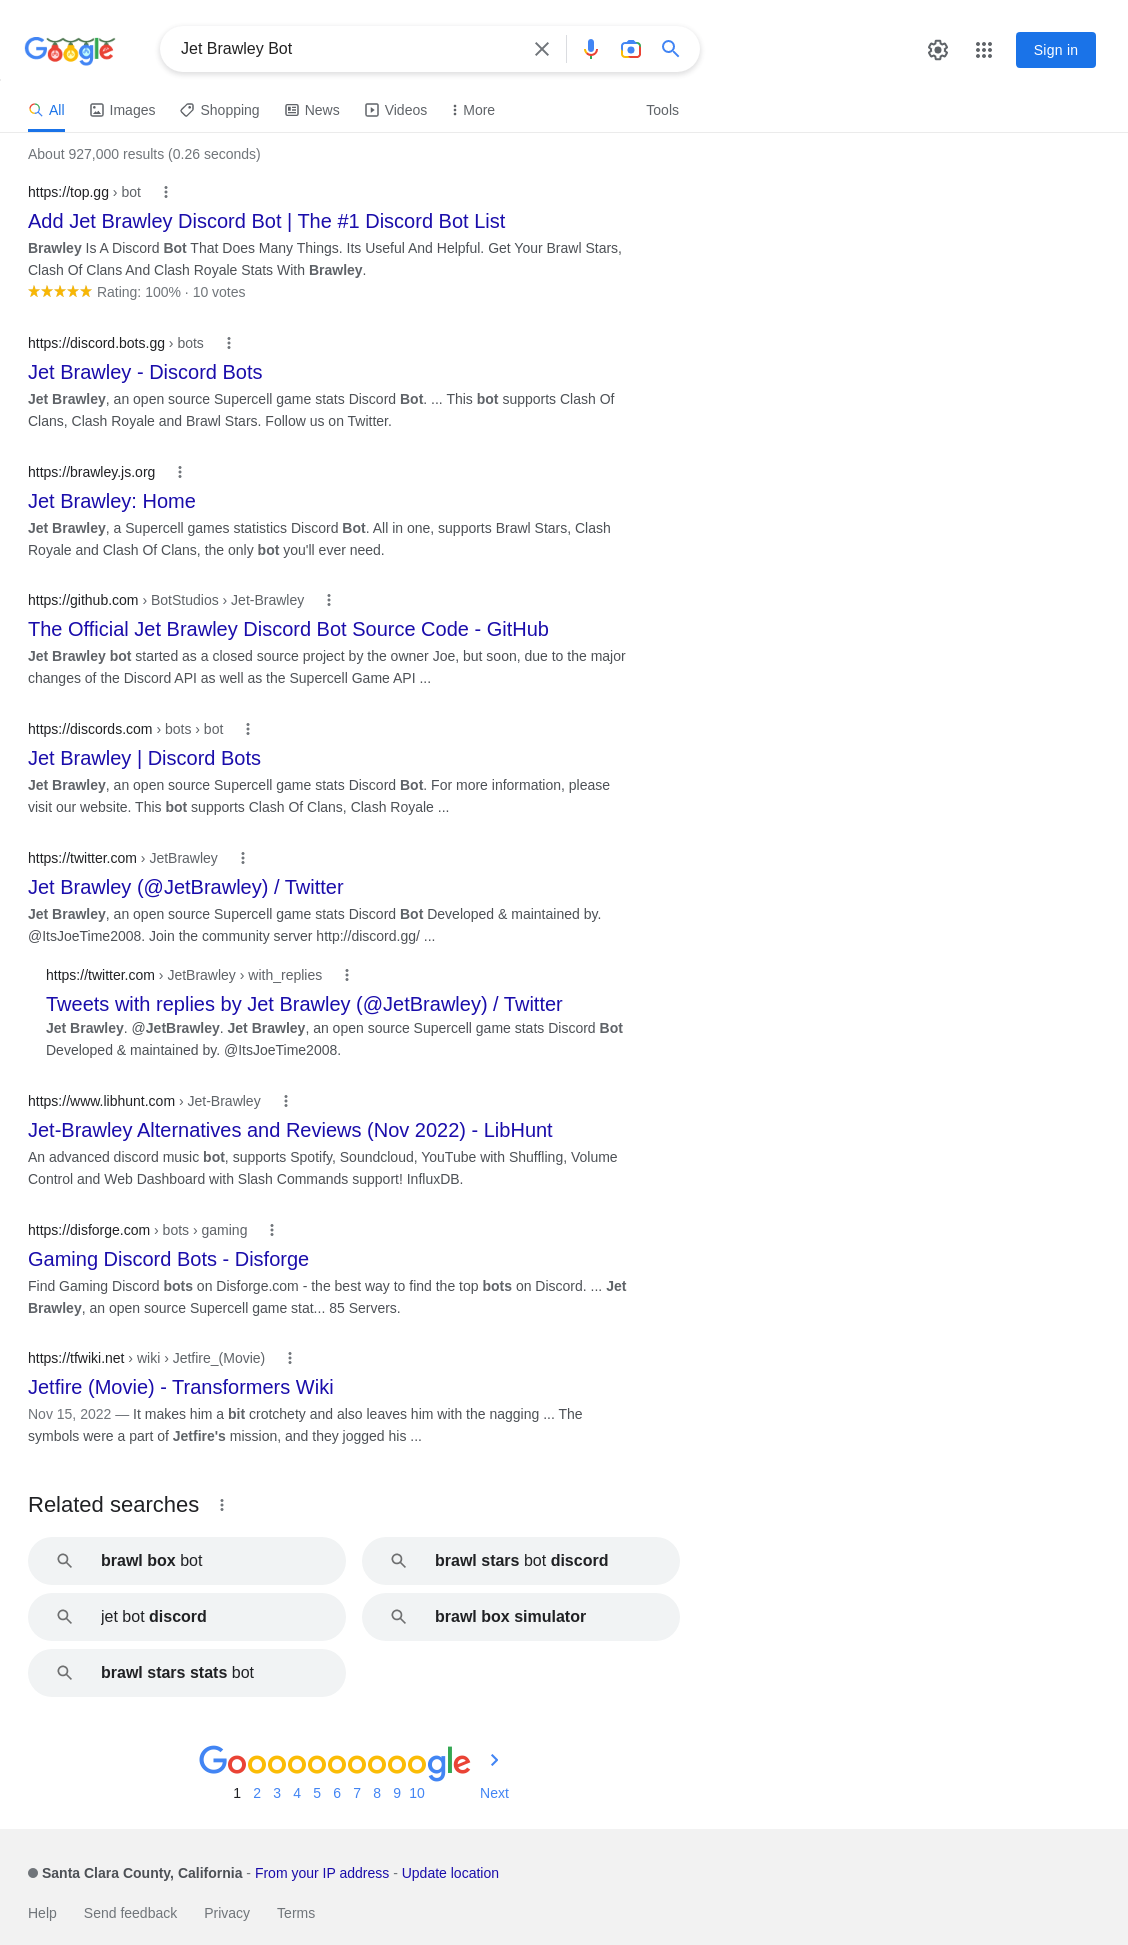 Google
Jet Brawley Bot
Sign in
All Images Shopping News Videos More Tools
About 927,000 results (0.26 seconds)
https://top.gg › bot
Add Jet Brawley Discord Bot | The #1 Discord Bot List
Brawley Is A Discord Bot That Does Many Things. Its Useful And Helpful. Get Your Brawl Stars,
Clash Of Clans And Clash Royale Stats With Brawley.
Rating: 100% · 10 votes
https://discord.bots.gg › bots
Jet Brawley - Discord Bots
Jet Brawley, an open source Supercell game stats Discord Bot. ... This bot supports Clash Of
Clans, Clash Royale and Brawl Stars. Follow us on Twitter.
https://brawley.js.org
Jet Brawley: Home
Jet Brawley, a Supercell games statistics Discord Bot. All in one, supports Brawl Stars, Clash
Royale and Clash Of Clans, the only bot you'll ever need.
https://github.com › BotStudios › Jet-Brawley
The Official Jet Brawley Discord Bot Source Code - GitHub
Jet Brawley bot started as a closed source project by the owner Joe, but soon, due to the major
changes of the Discord API as well as the Supercell Game API ...
https://discords.com › bots › bot
Jet Brawley | Discord Bots
Jet Brawley, an open source Supercell game stats Discord Bot. For more information, please
visit our website. This bot supports Clash Of Clans, Clash Royale ...
https://twitter.com › JetBrawley
Jet Brawley (@JetBrawley) / Twitter
Jet Brawley, an open source Supercell game stats Discord Bot Developed & maintained by.
@ItsJoeTime2008. Join the community server http://discord.gg/ ...
https://twitter.com › JetBrawley › with_replies
Tweets with replies by Jet Brawley (@JetBrawley) / Twitter
Jet Brawley. @JetBrawley. Jet Brawley, an open source Supercell game stats Discord Bot
Developed & maintained by. @ItsJoeTime2008.
https://www.libhunt.com › Jet-Brawley
Jet-Brawley Alternatives and Reviews (Nov 2022) - LibHunt
An advanced discord music bot, supports Spotify, Soundcloud, YouTube with Shuffling, Volume
Control and Web Dashboard with Slash Commands support! InfluxDB.
https://disforge.com › bots › gaming
Gaming Discord Bots - Disforge
Find Gaming Discord bots on Disforge.com - the best way to find the top bots on Discord. ... Jet
Brawley, an open source Supercell game stat... 85 Servers.
https://tfwiki.net › wiki › Jetfire_(Movie)
Jetfire (Movie) - Transformers Wiki
Nov 15, 2022 — It makes him a bit crotchety and also leaves him with the nagging ... The
symbols were a part of Jetfire's mission, and they jogged his ...
Related searches
brawl box bot
brawl stars bot discord
jet bot discord
brawl box simulator
brawl stars stats bot
Goooooooooogle
1 2 3 4 5 6 7 8 9 10 Next
Santa Clara County, California - From your IP address - Update location
Help Send feedback Privacy Terms